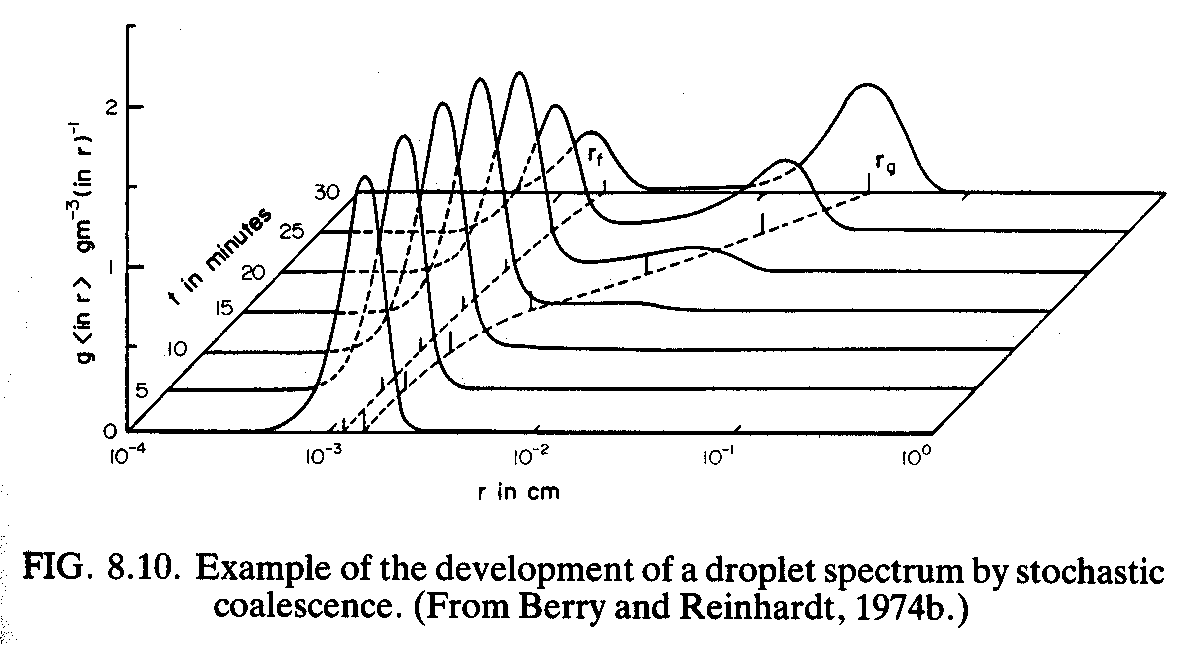 2
1
0
g <in r> gm⁻³(in r)⁻¹
t in minutes
30
25
20
15
10
5
r_f
r_g
10⁻⁴ 10⁻³ 10⁻² 10⁻¹ 10⁰
r in cm
FIG. 8.10. Example of the development of a droplet spectrum by stochastic
coalescence. (From Berry and Reinhardt, 1974b.)